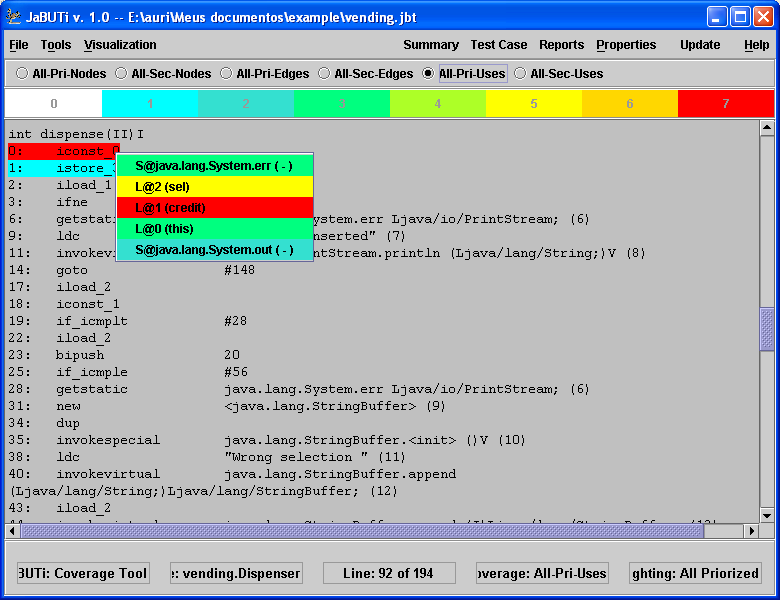 JaBUTi v. 1.0 -- E:\auri\Meus documentos\example\vending.jbt
File Tools Visualization Summary Test Case Reports Properties Update Help
All-Pri-Nodes All-Sec-Nodes All-Pri-Edges All-Sec-Edges All-Pri-Uses All-Sec-Uses
0 1 2 3 4 5 6 7
int dispense(II)I
0: iconst_0
1: istore_3
S@java.lang.System.err ( - )
L@2 (sel)
L@1 (credit)
L@0 (this)
S@java.lang.System.out ( - )
2: iload_1
3: ifne
6: getstati ystem.err Ljava/io/PrintStream; (6)
9: ldc nserted" (7)
11: invokevi ntStream.println (Ljava/lang/String;)V (8)
14: goto #148
17: iload_2
18: iconst_1
19: if_icmplt #28
22: iload_2
23: bipush 20
25: if_icmple #56
28: getstatic java.lang.System.err Ljava/io/PrintStream; (6)
31: new <java.lang.StringBuffer> (9)
34: dup
35: invokespecial java.lang.StringBuffer.<init> ()V (10)
38: ldc "Wrong selection " (11)
40: invokevirtual java.lang.StringBuffer.append
(Ljava/lang/String;)Ljava/lang/StringBuffer; (12)
43: iload_2
BUTi: Coverage Tool e: vending.Dispenser Line: 92 of 194 overage: All-Pri-Uses ghting: All Priorized